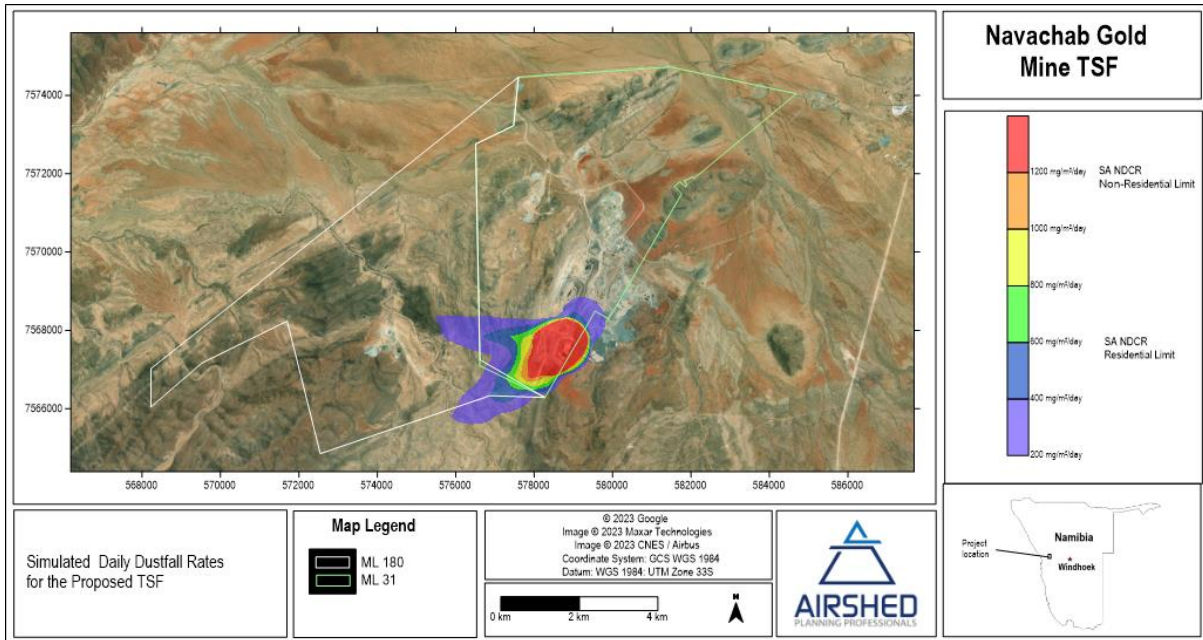 Navachab Gold
Mine TSF
7574000
7572000
7570000
7568000
7566000
568000
570000
572000
574000
576000
578000
580000
582000
584000
586000
1200 mg/m²/day
SA NDCR
Non-Residential Limit
1000 mg/m²/day
800 mg/m²/day
600 mg/m²/day
SA NDCR
Residential Limit
400 mg/m²/day
200 mg/m²/day
Simulated Daily Dustfall Rates
for the Proposed TSF
Map Legend
ML 180
ML 31
© 2023 Google
Image © 2023 Maxar Technologies
Image © 2023 CNES / Airbus
Coordinate System: GCS WGS 1984
Datum: WGS 1984: UTM Zone 33S
0 km
2 km
4 km
N
AIRSHED
PLANNING PROFESSIONALS
Project
location
Namibia
Windhoek